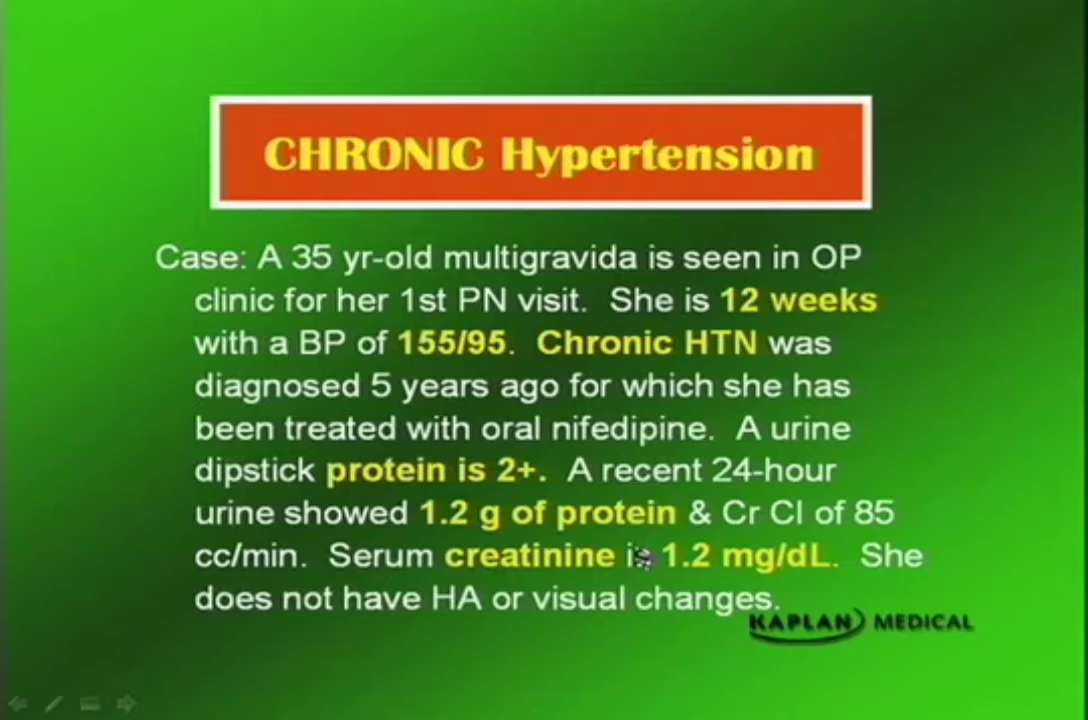 CHRONIC Hypertension
Case: A 35 yr-old multigravida is seen in OP
clinic for her 1st PN visit.  She is 12 weeks
with a BP of 155/95.  Chronic HTN was
diagnosed 5 years ago for which she has
been treated with oral nifedipine.  A urine
dipstick protein is 2+.  A recent 24-hour
urine showed 1.2 g of protein & Cr Cl of 85
cc/min.  Serum creatinine is 1.2 mg/dL.  She
does not have HA or visual changes.
KAPLAN MEDICAL